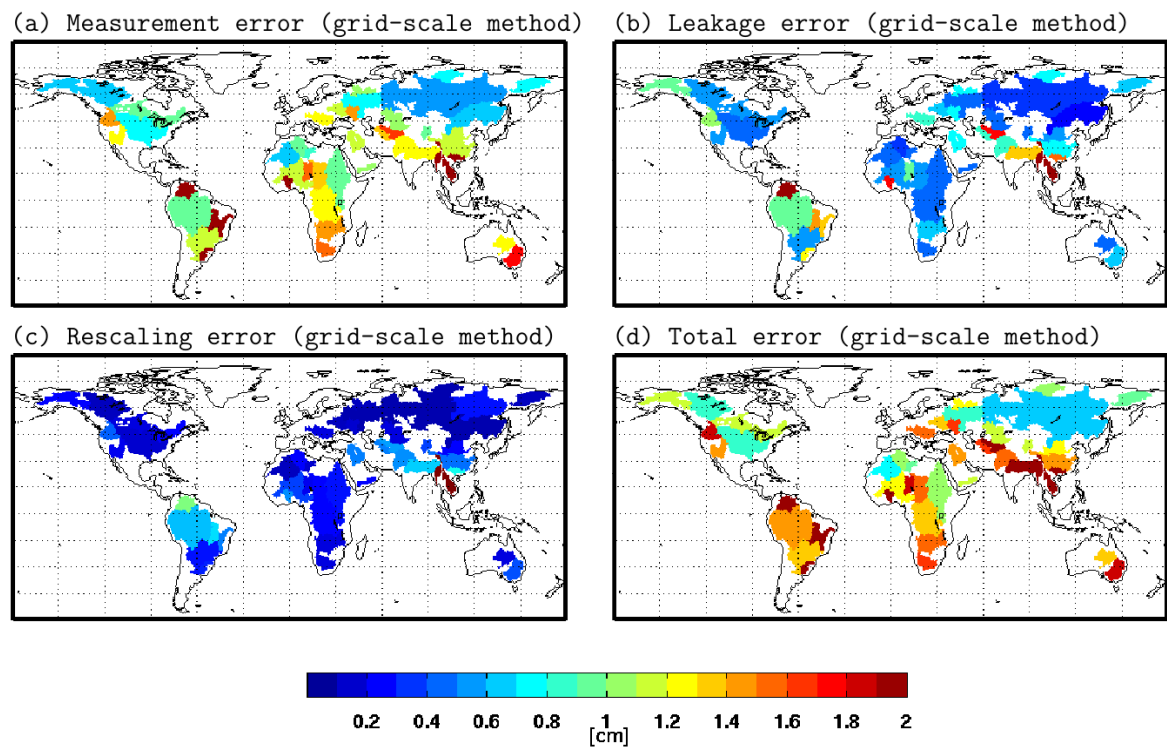 (a) Measurement error (grid-scale method)
(b) Leakage error (grid-scale method)
(c) Rescaling error (grid-scale method)
(d) Total error (grid-scale method)
0.2 0.4 0.6 0.8 1 1.2 1.4 1.6 1.8 2
[cm]